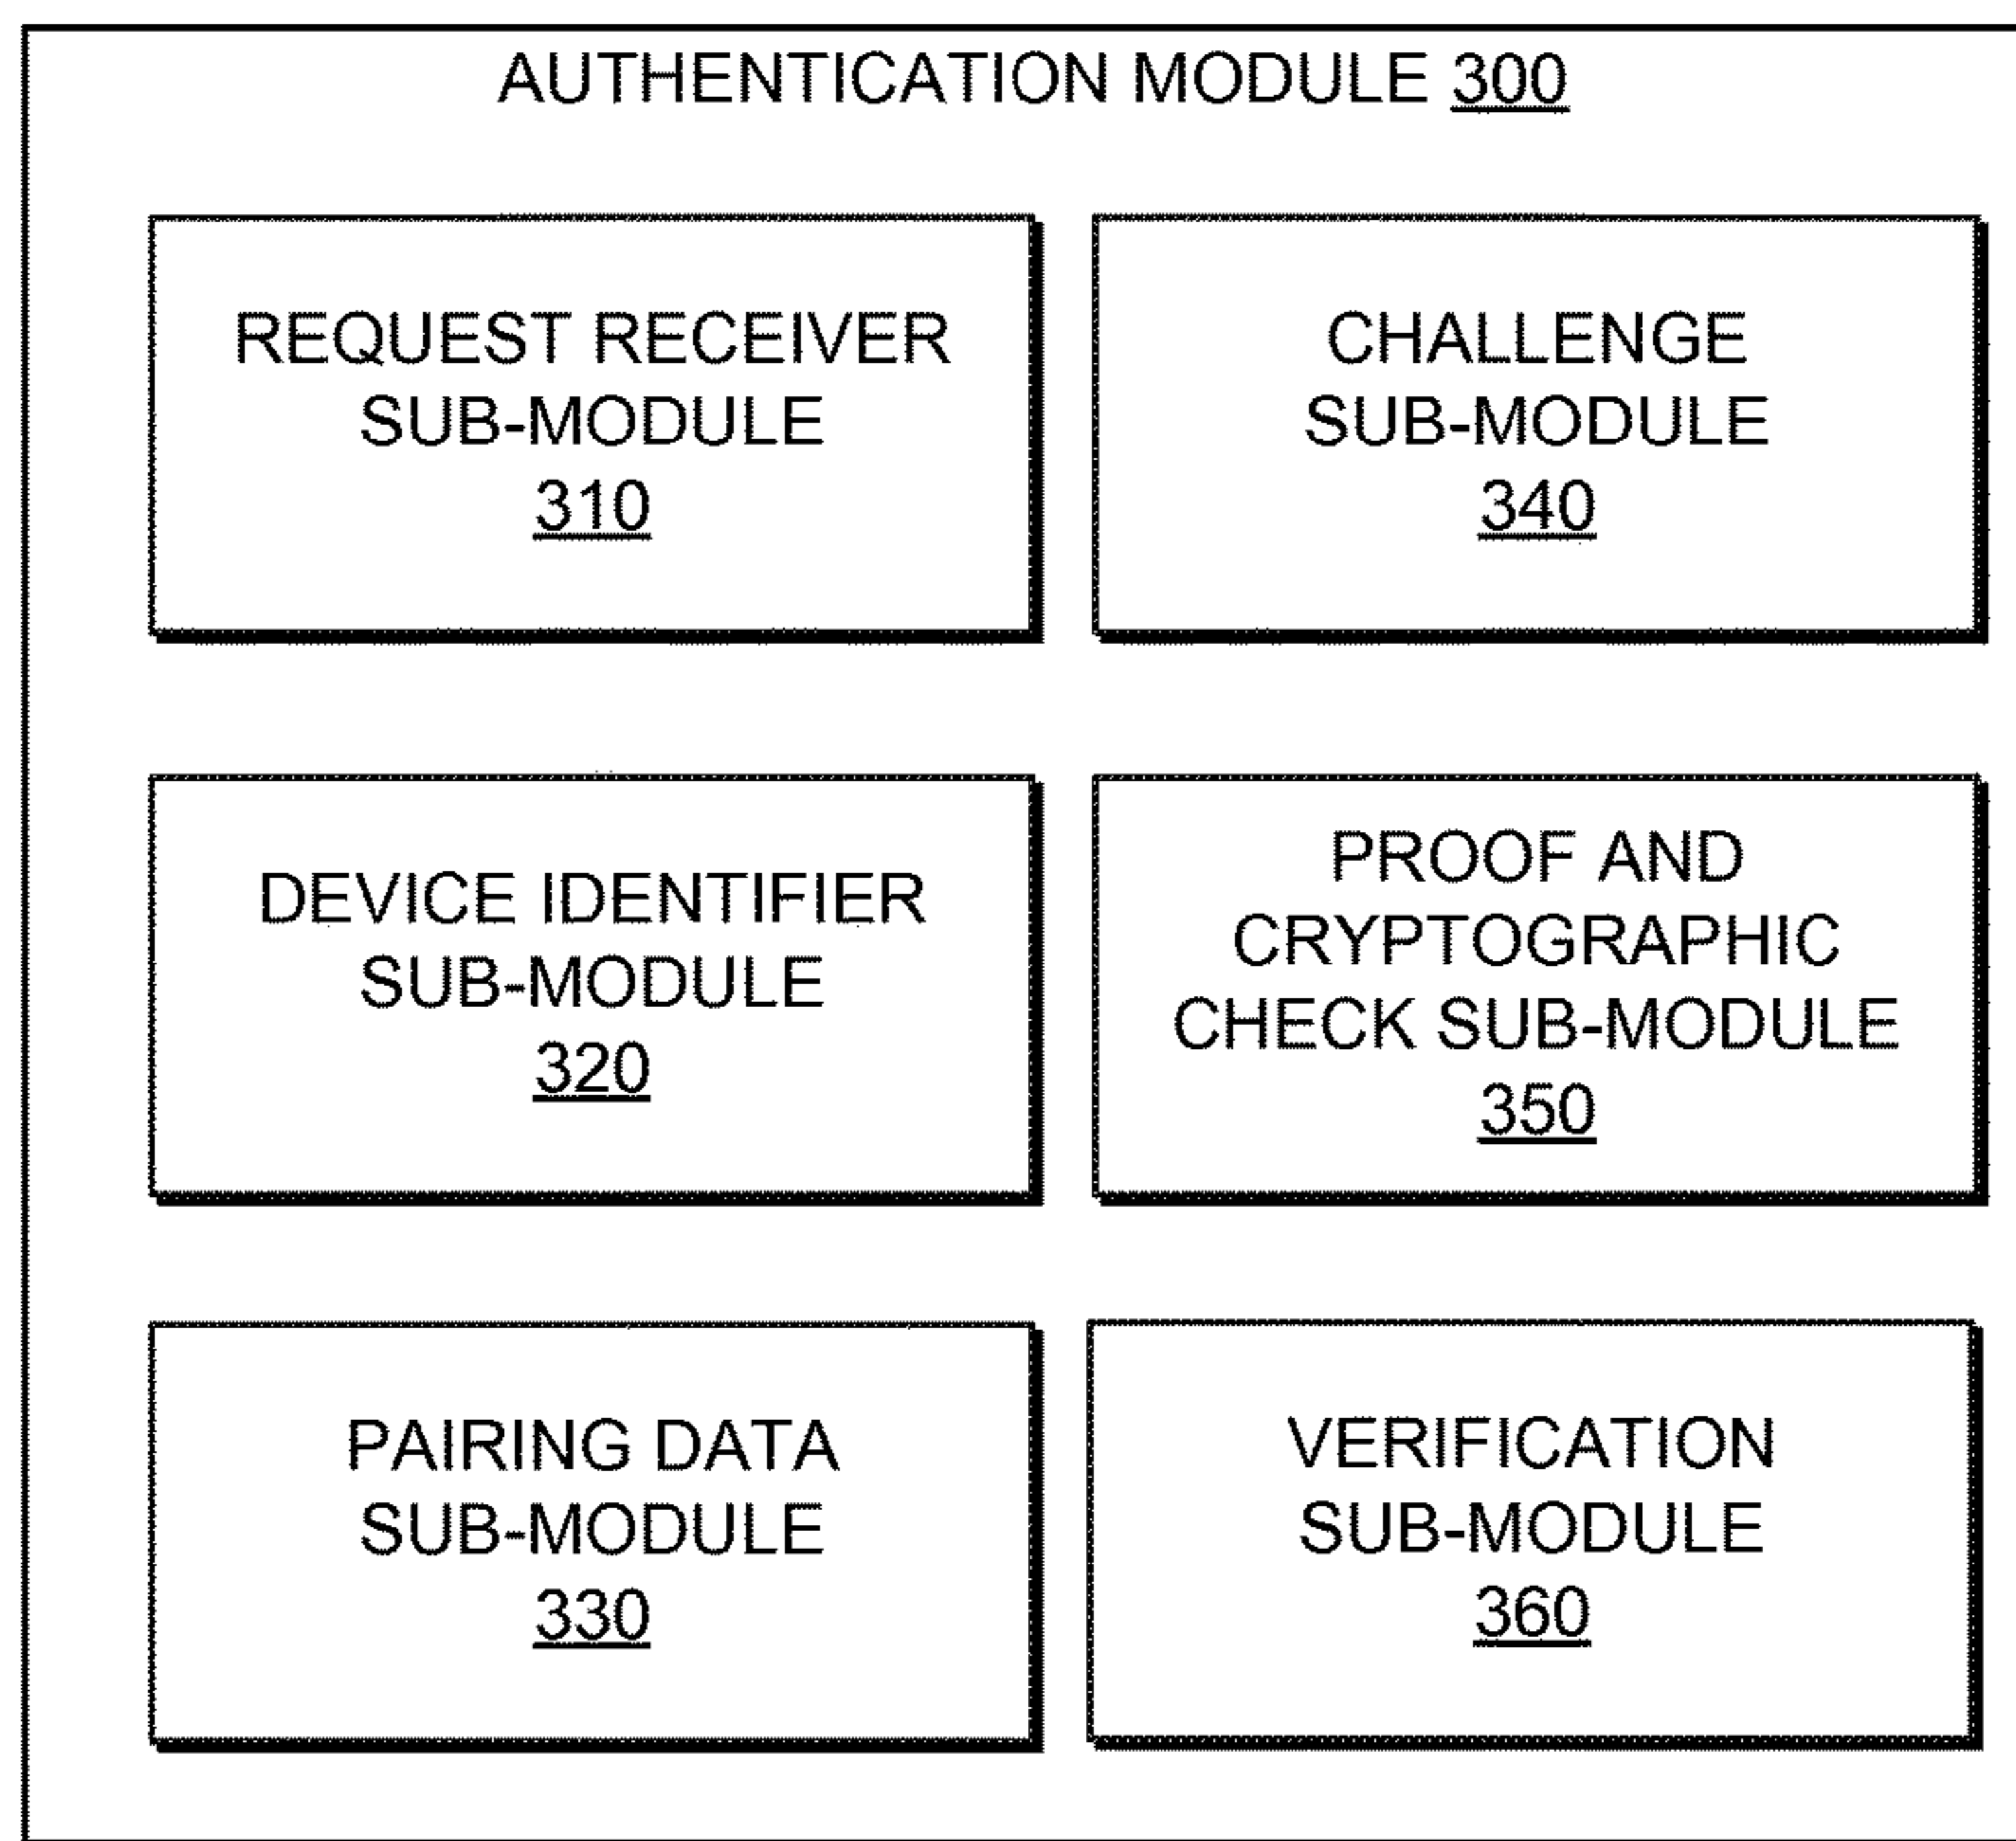 AUTHENTICATION MODULE 300
REQUEST RECEIVER
SUB-MODULE
310
CHALLENGE
SUB-MODULE
340
DEVICE IDENTIFIER
SUB-MODULE
320
PROOF AND
CRYPTOGRAPHIC
CHECK SUB-MODULE
350
PAIRING DATA
SUB-MODULE
330
VERIFICATION
SUB-MODULE
360